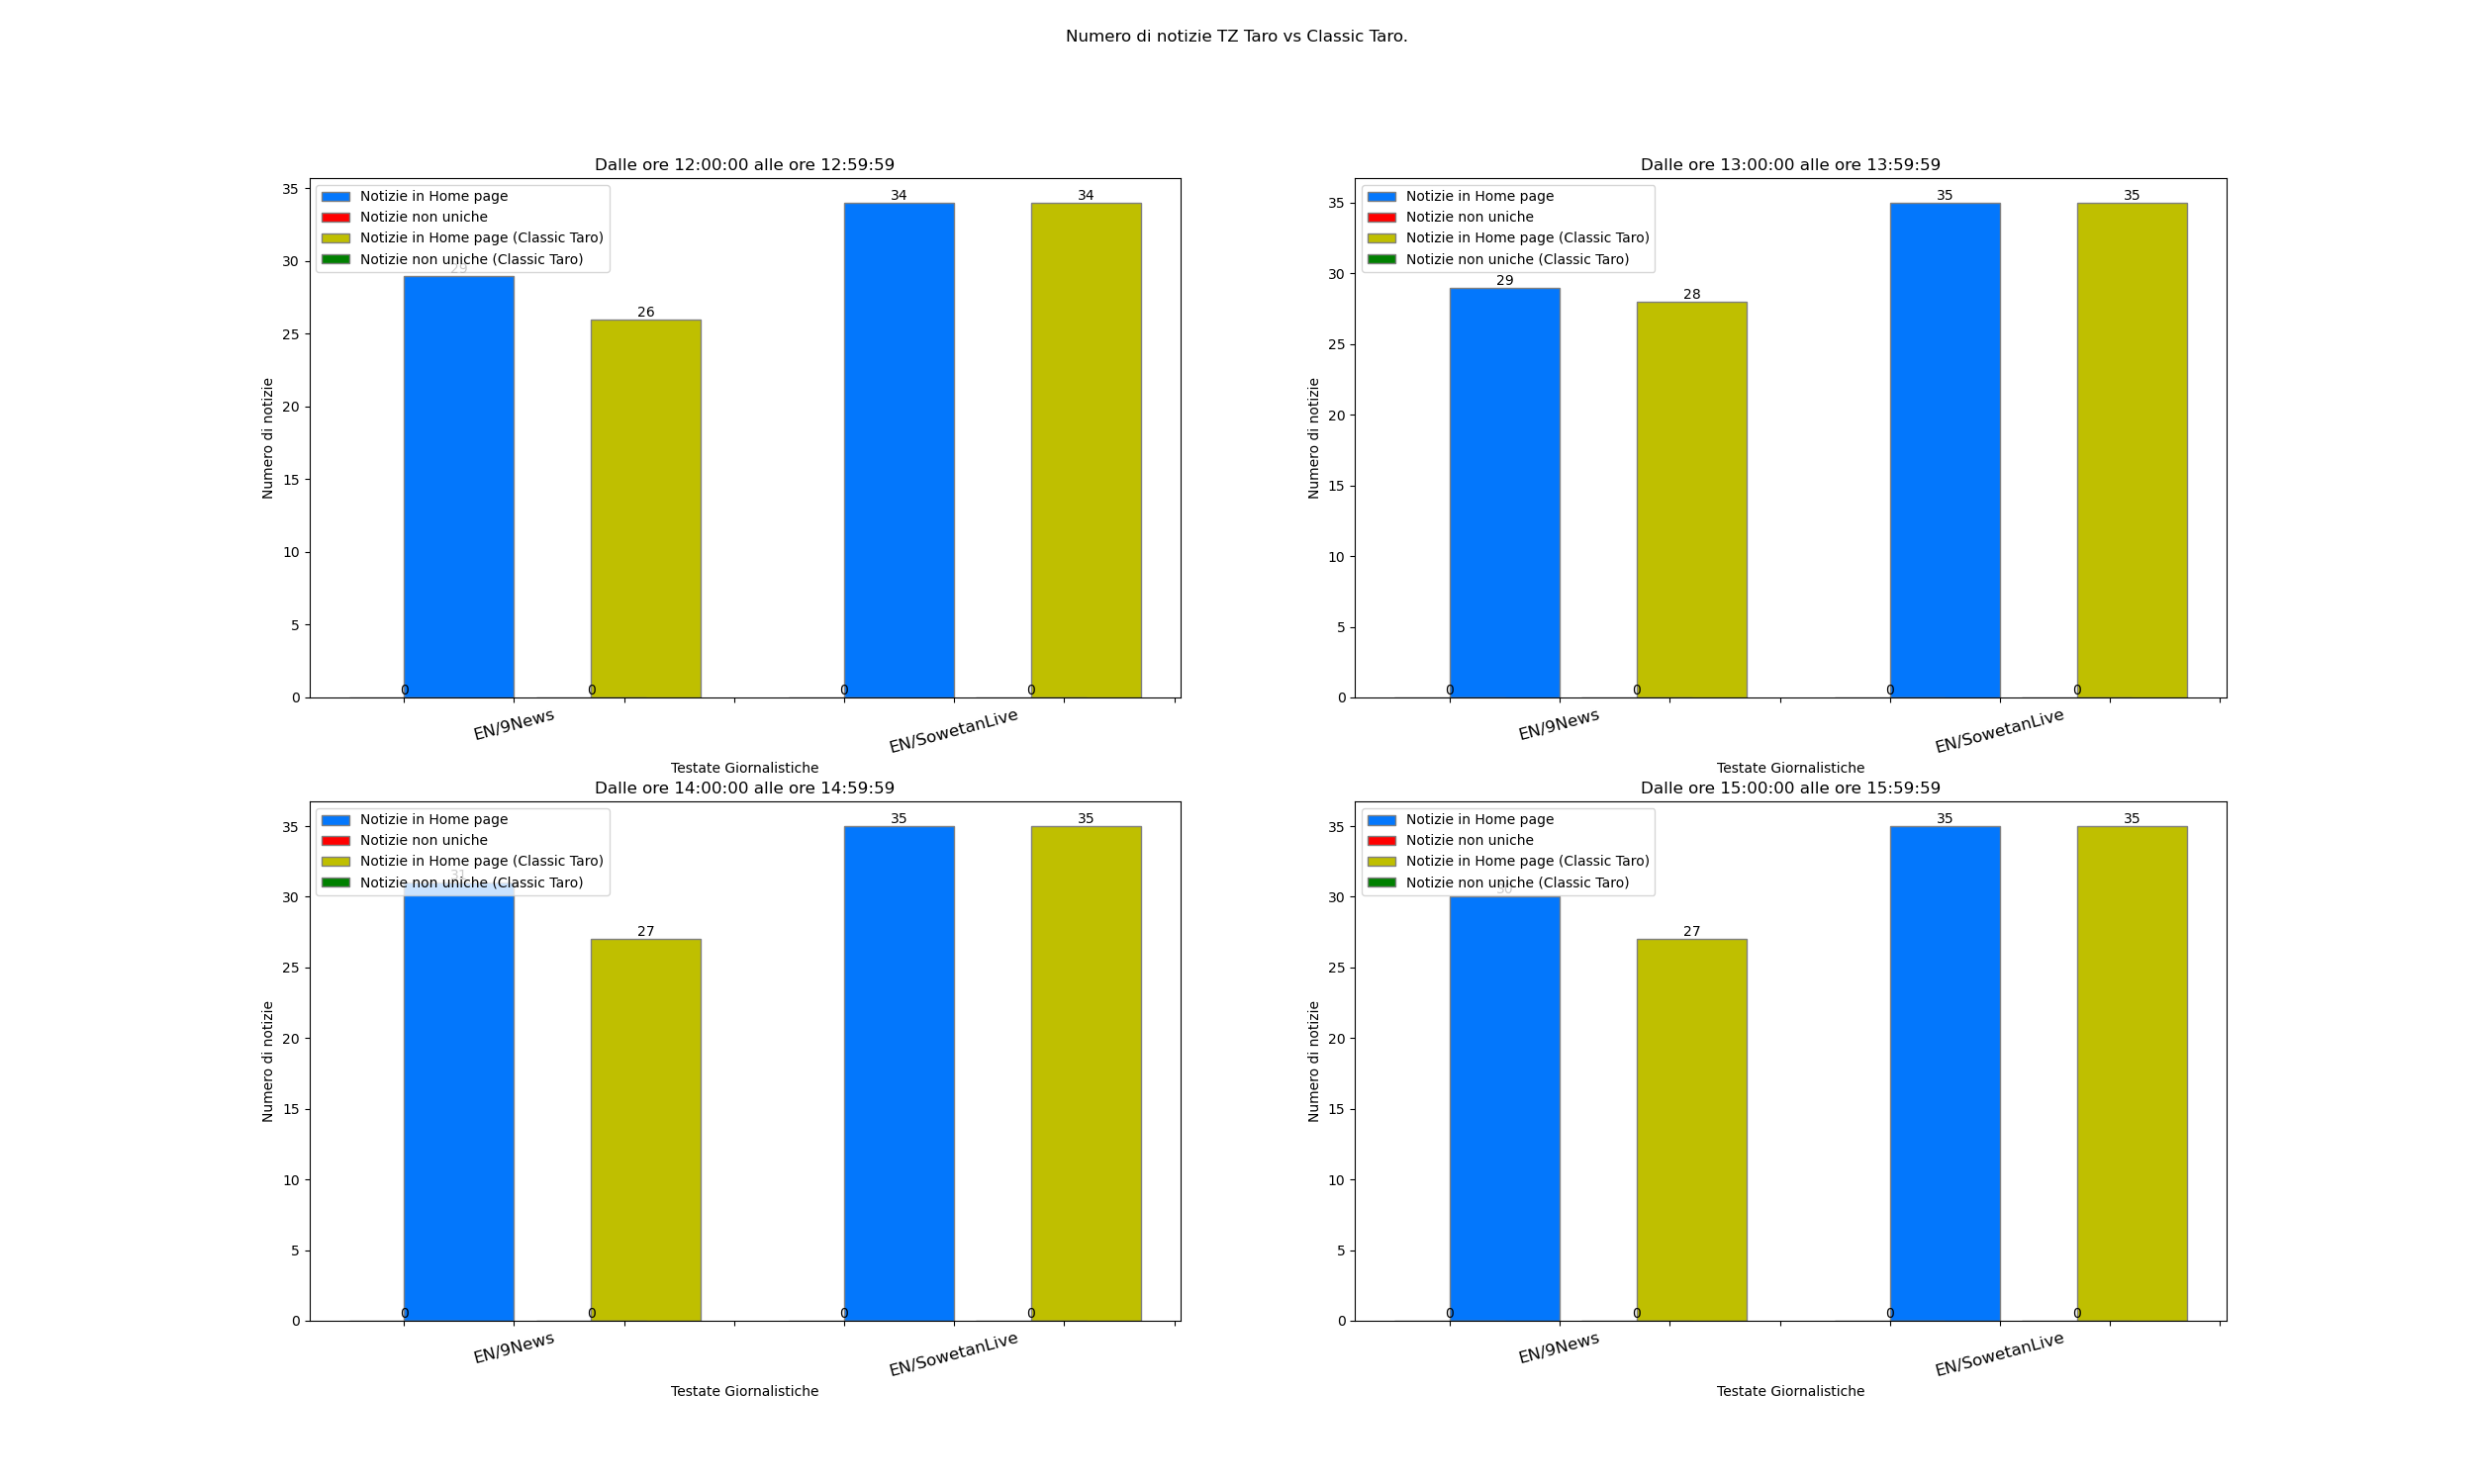 Numero di notizie TZ Taro vs Classic Taro.
Dalle ore 12:00:00 alle ore 12:59:59
Notizie in Home page
Notizie non uniche
Notizie in Home page (Classic Taro)
Notizie non uniche (Classic Taro)
29
26
34
34
35
30
25
20
15
10
5
0
0
0
0
0
Numero di notizie
EN/9News
EN/SowetanLive
Testate Giornalistiche
Dalle ore 13:00:00 alle ore 13:59:59
Notizie in Home page
Notizie non uniche
Notizie in Home page (Classic Taro)
Notizie non uniche (Classic Taro)
29
28
35
35
35
30
25
20
15
10
5
0
0
0
0
0
Numero di notizie
EN/9News
EN/SowetanLive
Testate Giornalistiche
Dalle ore 14:00:00 alle ore 14:59:59
Notizie in Home page
Notizie non uniche
Notizie in Home page (Classic Taro)
Notizie non uniche (Classic Taro)
31
27
35
35
35
30
25
20
15
10
5
0
0
0
0
0
Numero di notizie
EN/9News
EN/SowetanLive
Testate Giornalistiche
Dalle ore 15:00:00 alle ore 15:59:59
Notizie in Home page
Notizie non uniche
Notizie in Home page (Classic Taro)
Notizie non uniche (Classic Taro)
30
27
35
35
35
30
25
20
15
10
5
0
0
0
0
0
Numero di notizie
EN/9News
EN/SowetanLive
Testate Giornalistiche